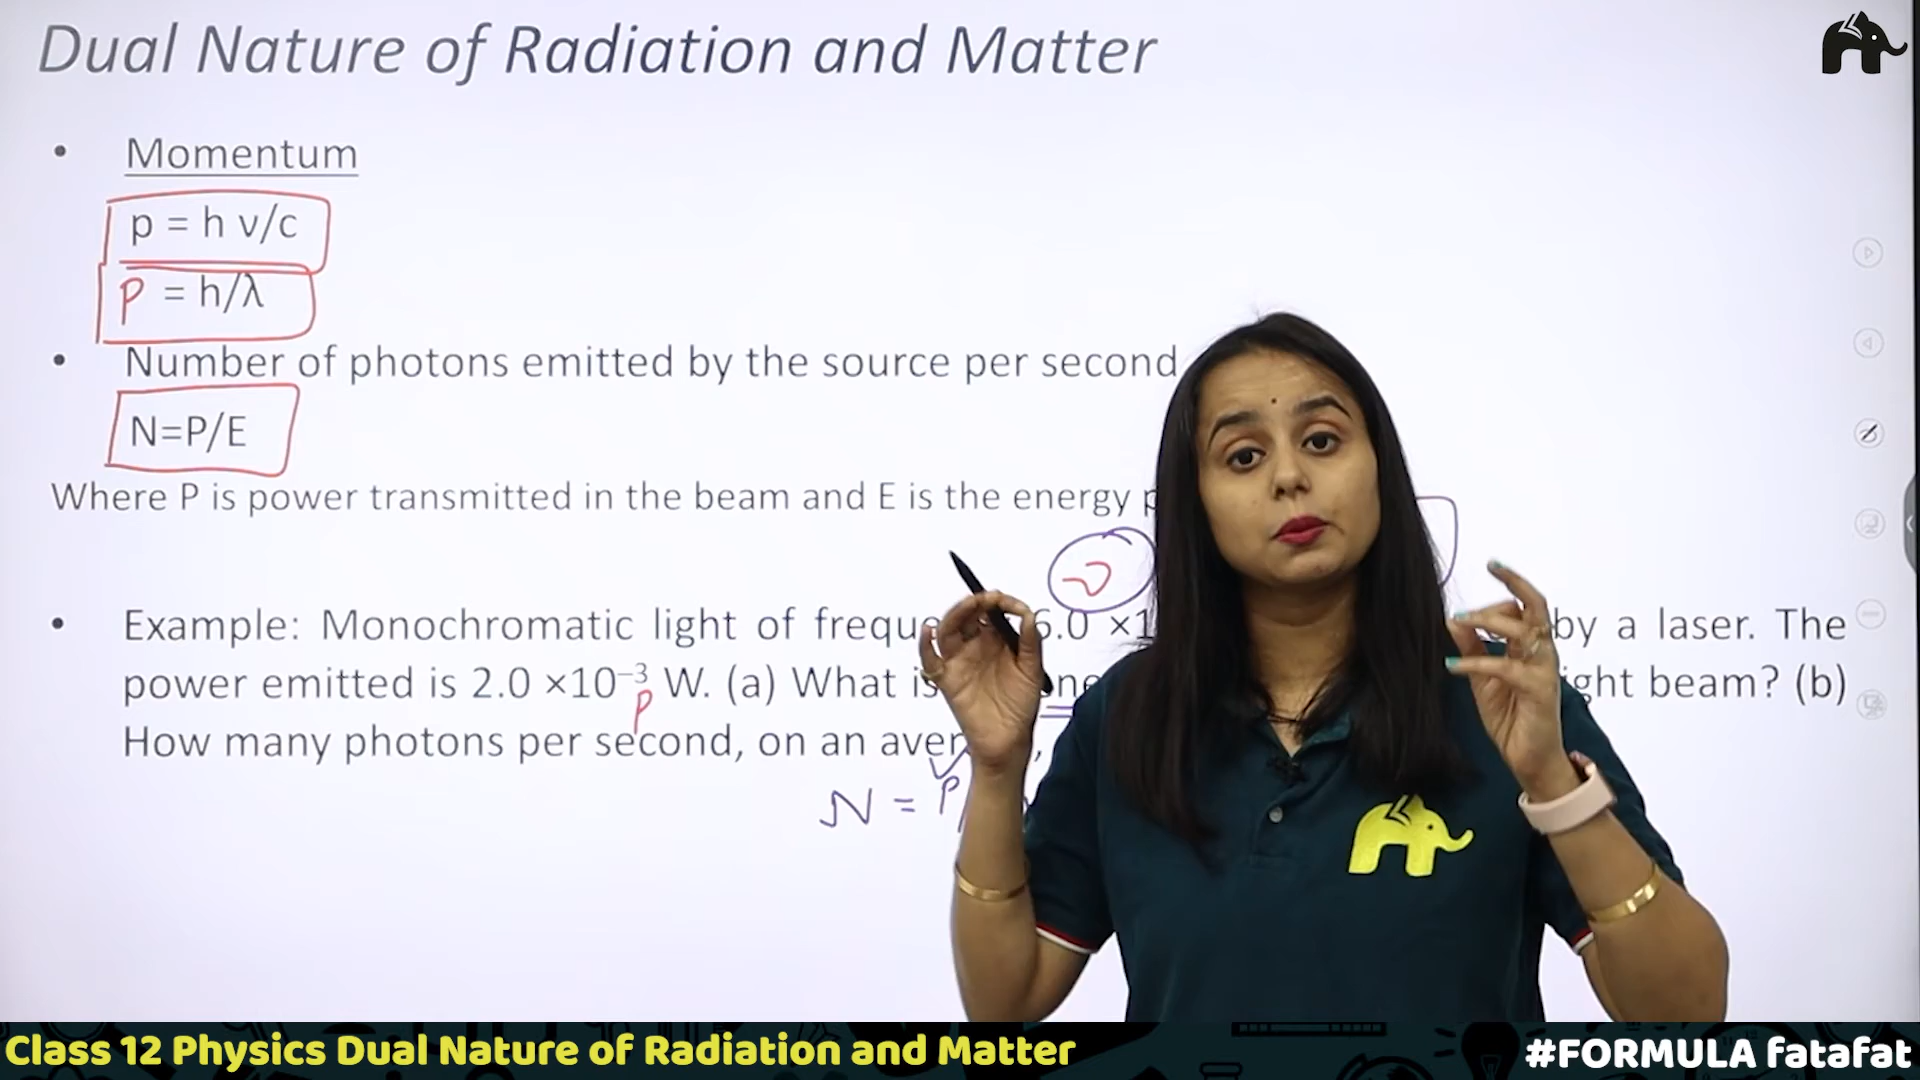 Dual Nature of Radiation and Matter
• Momentum
p = h ν/c
p = h/λ
• Number of photons emitted by the source per second
N=P/E
Where P is power transmitted in the beam and E is the energy
ν
• Example: Monochromatic light of 6.0 ×1 by a laser. The
power emitted is 2.0 ×10⁻³ W. (a) What is beam? (b)
P
How many photons per second, on an
N = P/
Class 12 Physics Dual Nature of Radiation and Matter
#FORMULA fatafat